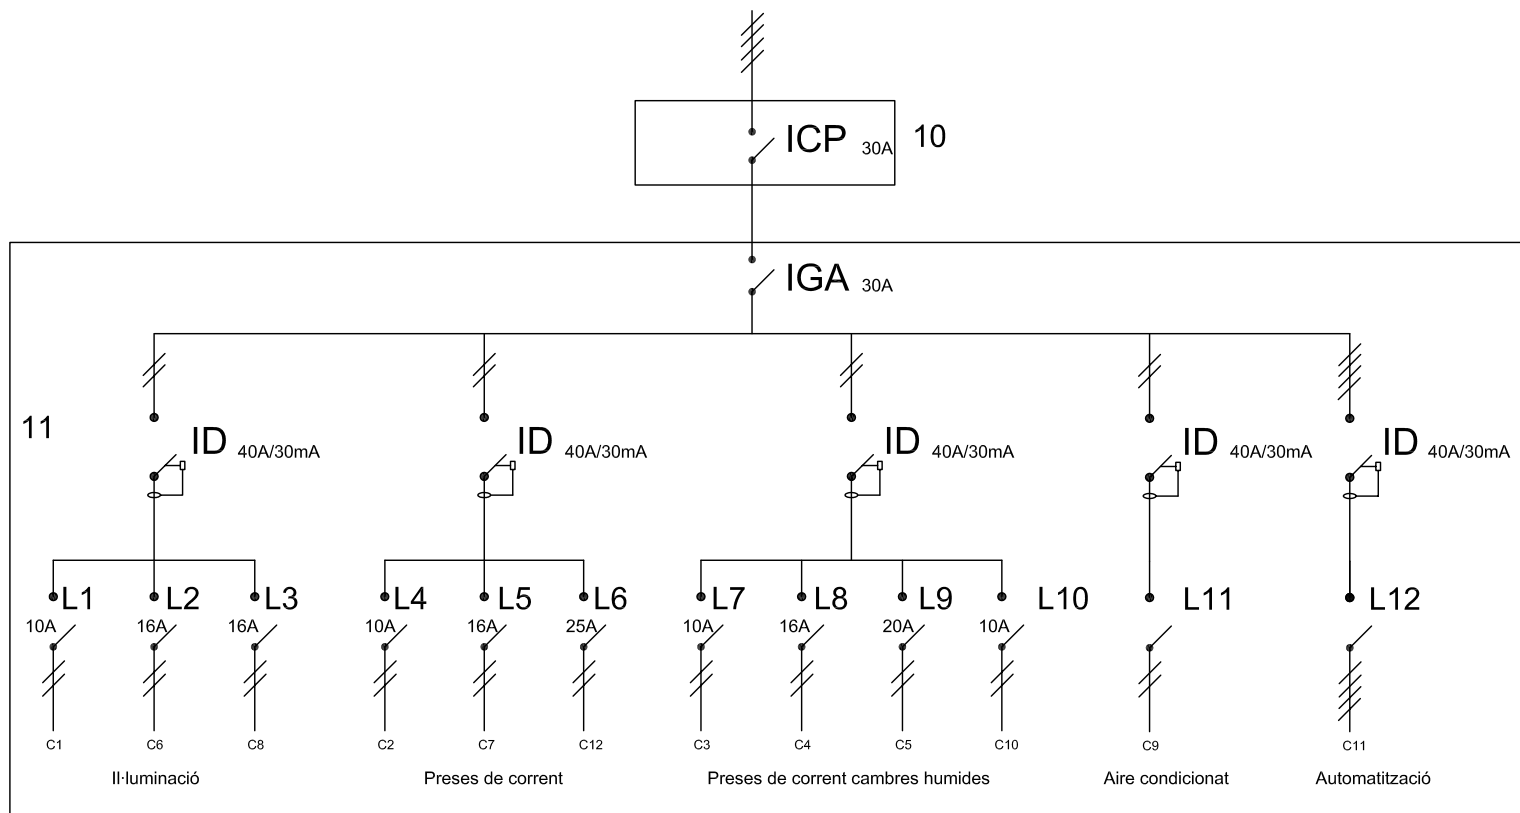 ICP 30A 10
IGA 30A
11
ID 40A/30mA
ID 40A/30mA
ID 40A/30mA
ID 40A/30mA
ID 40A/30mA
L1 L2 L3 L4 L5 L6 L7 L8 L9 L10 L11 L12
10A 16A 16A 10A 16A 25A 10A 16A 20A 10A
C1 C6 C8 C2 C7 C12 C3 C4 C5 C10 C9 C11
Il·luminació
Preses de corrent
Preses de corrent cambres humides
Aire condicionat
Automatització